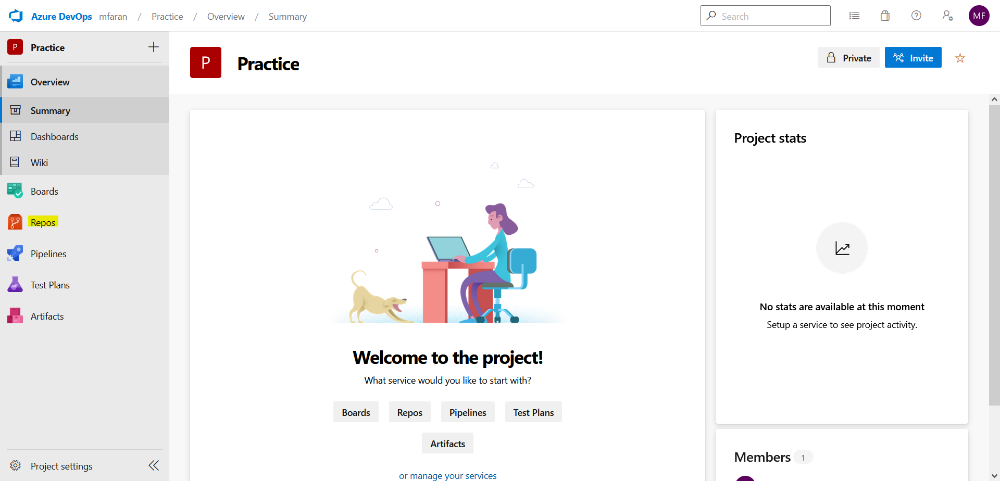 Azure DevOps mfaran / Practice / Overview / Summary
Search
MF
P Practice
Overview
Summary
Dashboards
Wiki
Boards
Repos
Pipelines
Test Plans
Artifacts
Project settings
P Practice
Private
Invite
Welcome to the project!
What service would you like to start with?
Boards Repos Pipelines Test Plans
Artifacts
or manage your services
Project stats
No stats are available at this moment
Setup a service to see project activity.
Members 1